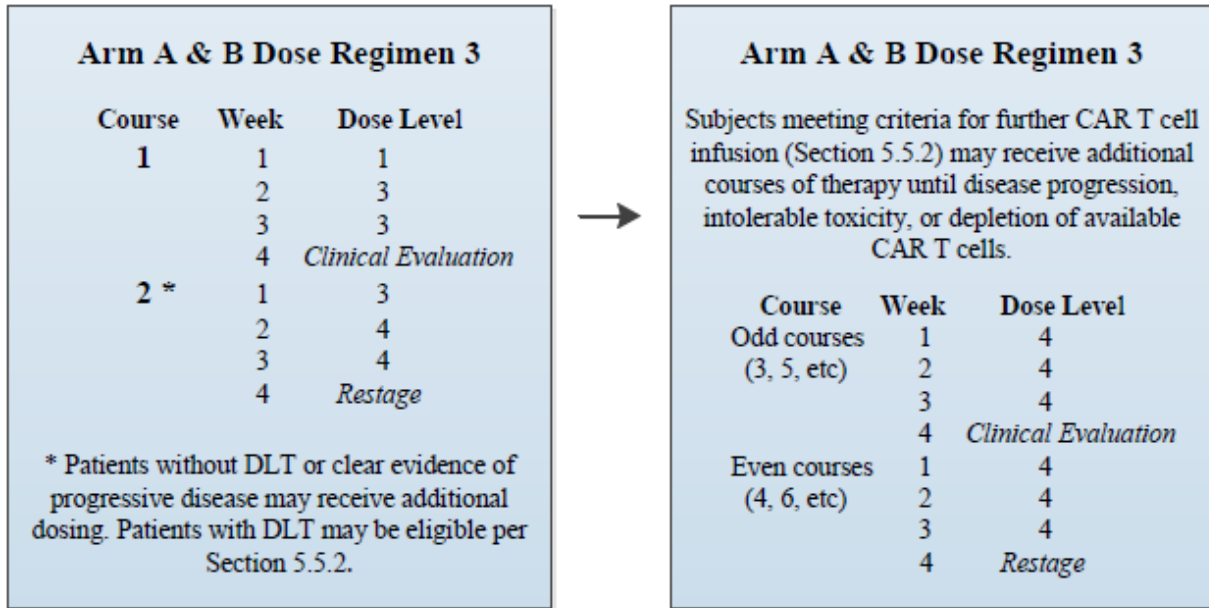 Arm A & B Dose Regimen 3
Course Week Dose Level
1 1 1
2 3
3 3
4 Clinical Evaluation
2 * 1 3
2 4
3 4
4 Restage
* Patients without DLT or clear evidence of
progressive disease may receive additional
dosing. Patients with DLT may be eligible per
Section 5.5.2.
Arm A & B Dose Regimen 3
Subjects meeting criteria for further CAR T cell
infusion (Section 5.5.2) may receive additional
courses of therapy until disease progression,
intolerable toxicity, or depletion of available
CAR T cells.
Course Week Dose Level
Odd courses 1 4
(3, 5, etc) 2 4
3 4
4 Clinical Evaluation
Even courses 1 4
(4, 6, etc) 2 4
3 4
4 Restage